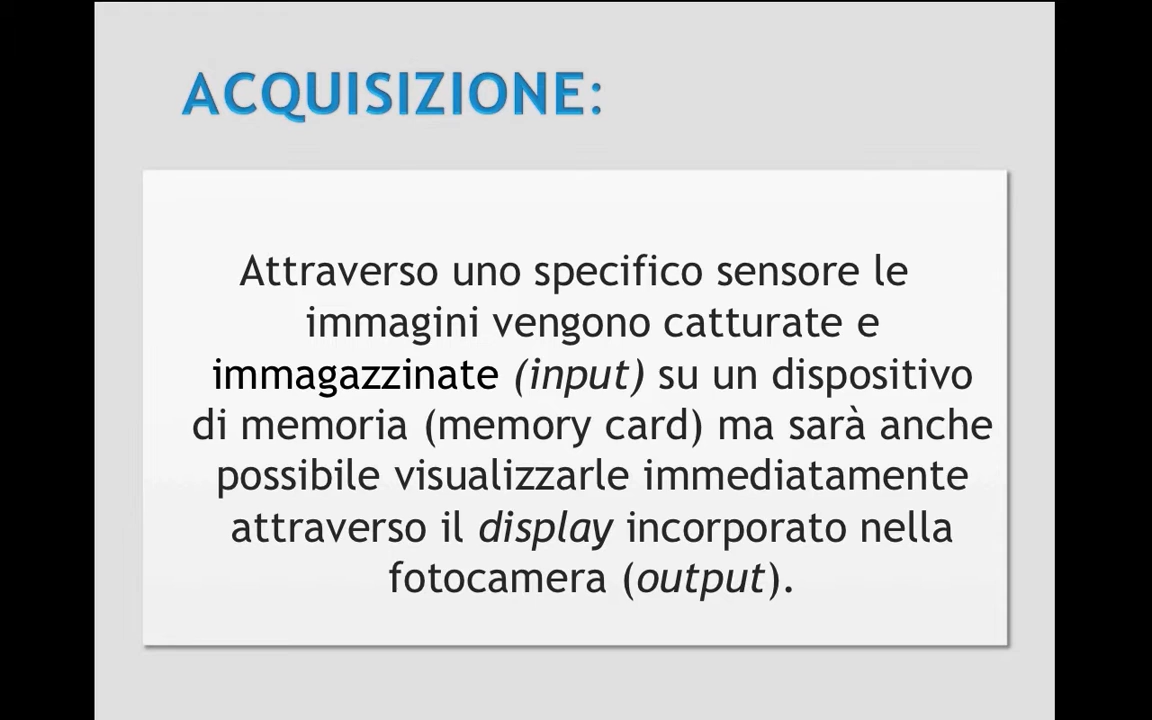 ACQUISIZIONE:
Attraverso uno specifico sensore le
immagini vengono catturate e
immagazzinate (input) su un dispositivo
di memoria (memory card) ma sarà anche
possibile visualizzarle immediatamente
attraverso il display incorporato nella
fotocamera (output).